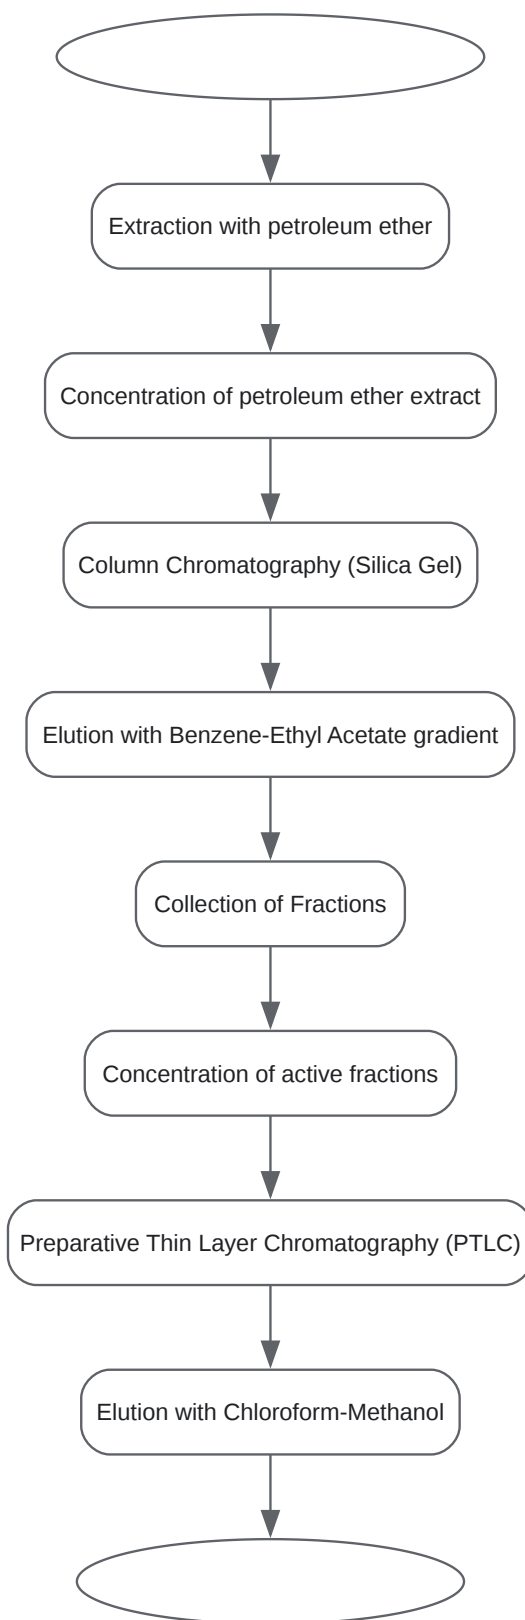 Extraction with petroleum ether
Concentration of petroleum ether extract
Column Chromatography (Silica Gel)
Elution with Benzene-Ethyl Acetate gradient
Collection of Fractions
Concentration of active fractions
Preparative Thin Layer Chromatography (PTLC)
Elution with Chloroform-Methanol